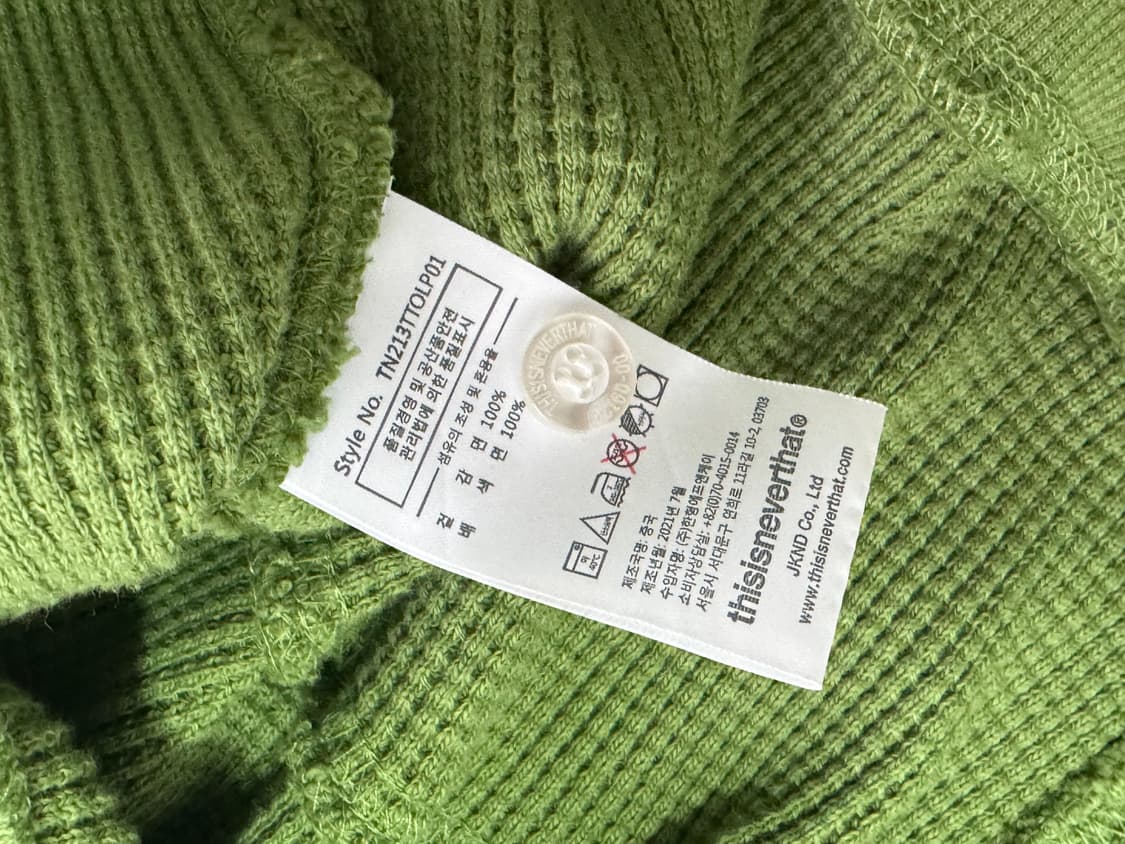 Style No. TN213TTOLP01
품질경영 및 공산품안전
관리법에 의한 품질표시
섬유의 조성 및 혼용율
겉 감 면 100%
배 색 면 100%
THISISNEVERTHAT
40℃
제조국명: 중국
제조년월: 2021년 7월
수입자명: (주)한형에프엔케이
소비자상담실: +82(0)70-4015-0014
서울시 서대문구 연희로 11라길 10-2, 03703
thisisneverthat®
JKND Co., Ltd
www.thisisneverthat.com